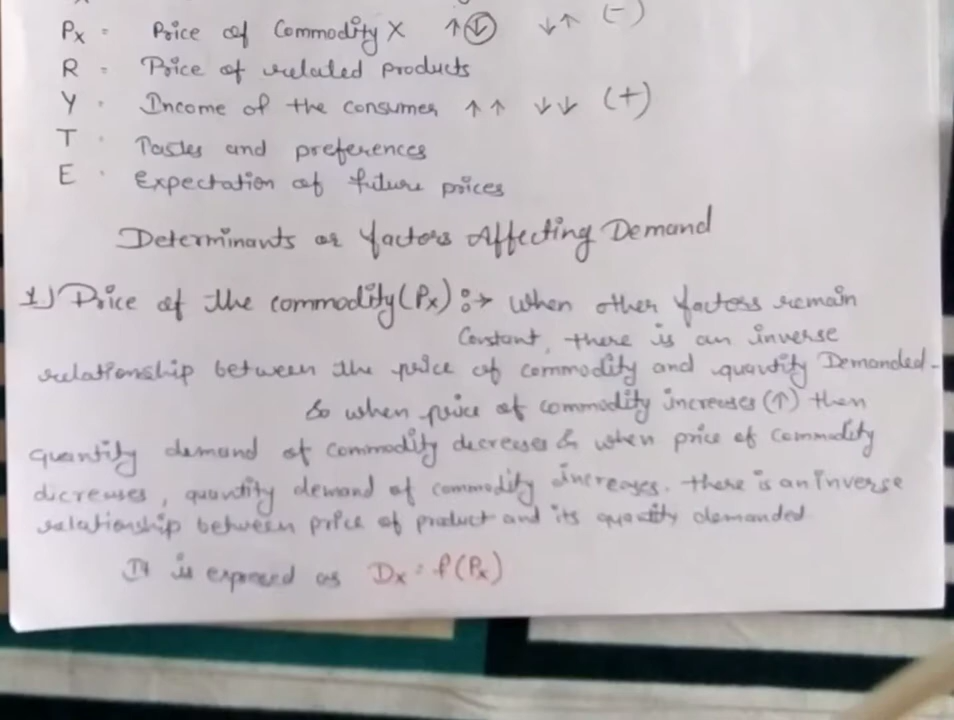 Px = Price of Commodity X ↑↓ ↓↑ (-)
R = Price of related products
Y = Income of the consumer ↑↑ ↓↓ (+)
T Tastes and preferences
E Expectation of future prices
Determinants or factors Affecting Demand
1) Price of the commodity (Px) :→ When other factors remain
Constant, there is an inverse
relationship between the price of commodity and quantity Demanded.
So when price of commodity increases (↑) then
quantity demand of commodity decreases & when price of commodity
dicreases, quantity demand of commodity increases. there is an inverse
relationship between price of product and its quantity demanded
It is expressed as Dx = f(Px)